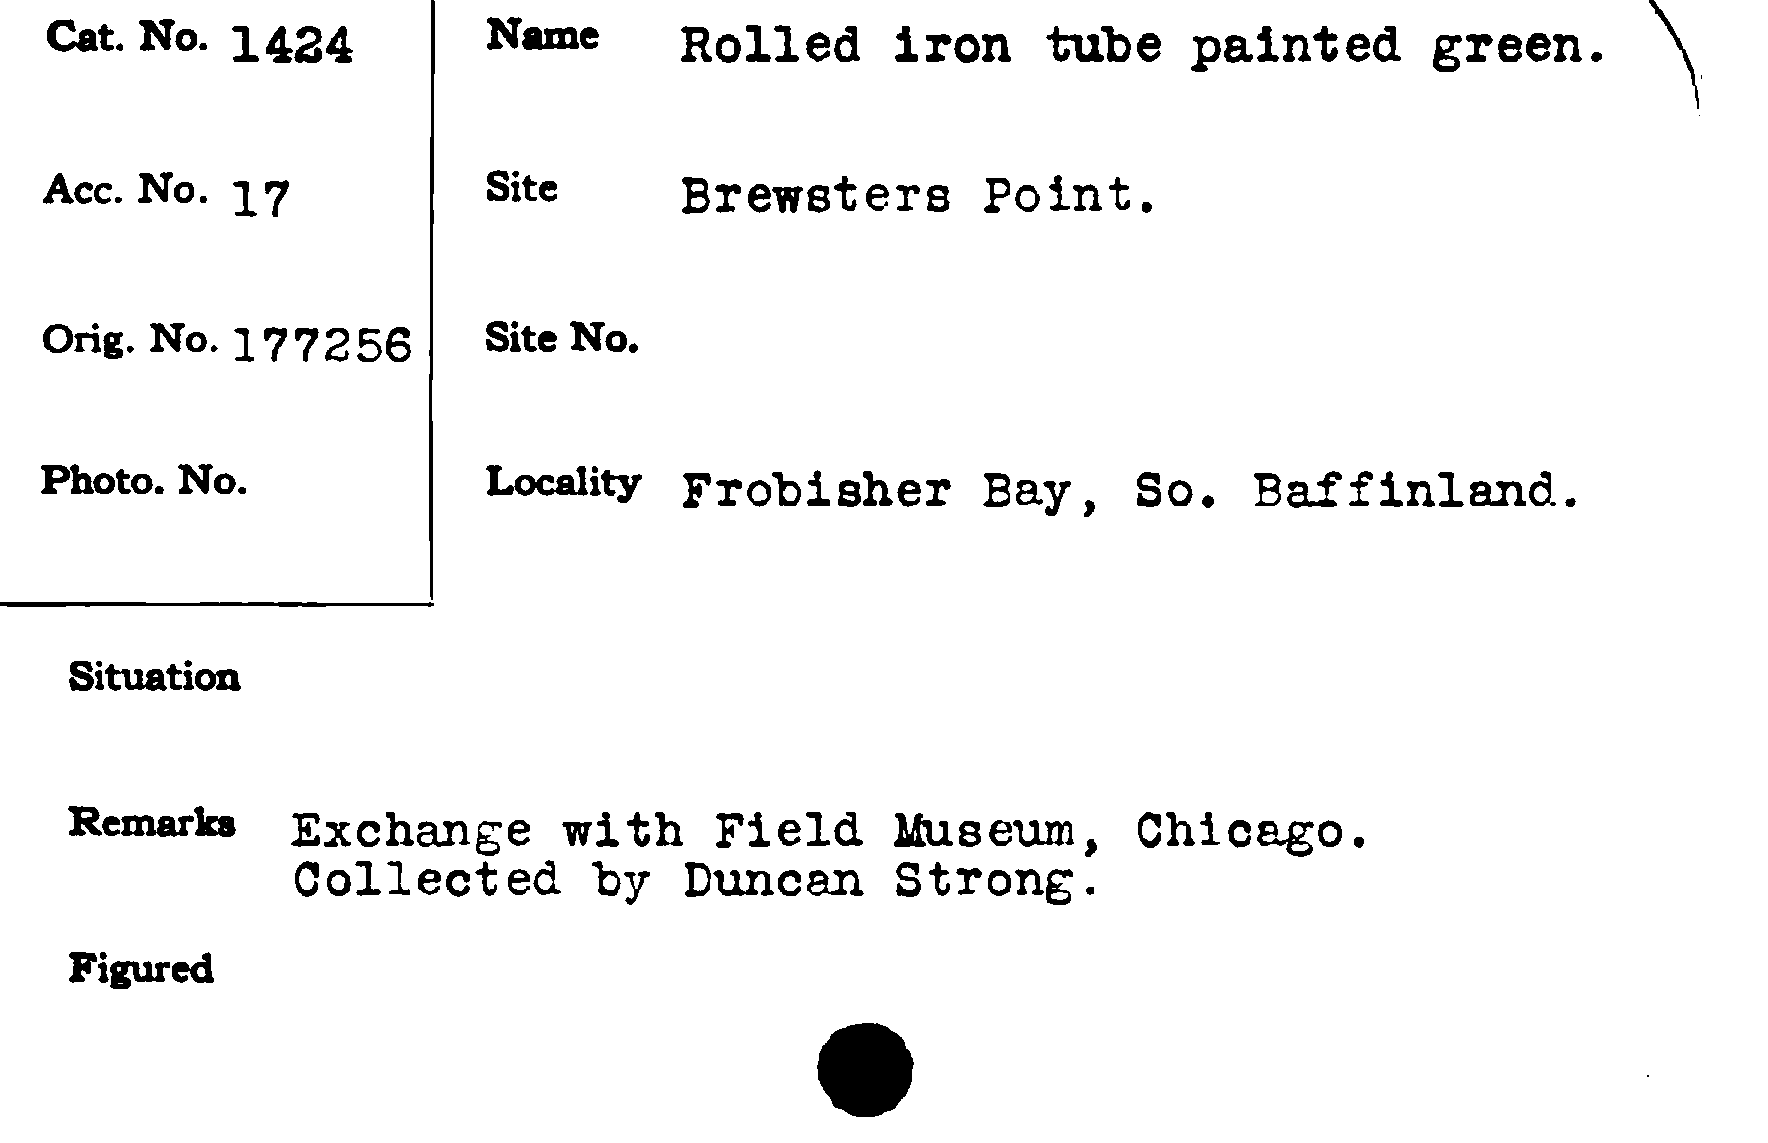 Cat. No. 1424
Name Rolled iron tube painted green.
Acc. No. 17
Site Brewsters Point.
Orig. No. 177256
Site No.
Photo. No.
Locality Frobisher Bay, So. Baffinland.
Situation
Remarks Exchange with Field Museum, Chicago.
Collected by Duncan Strong.
Figured